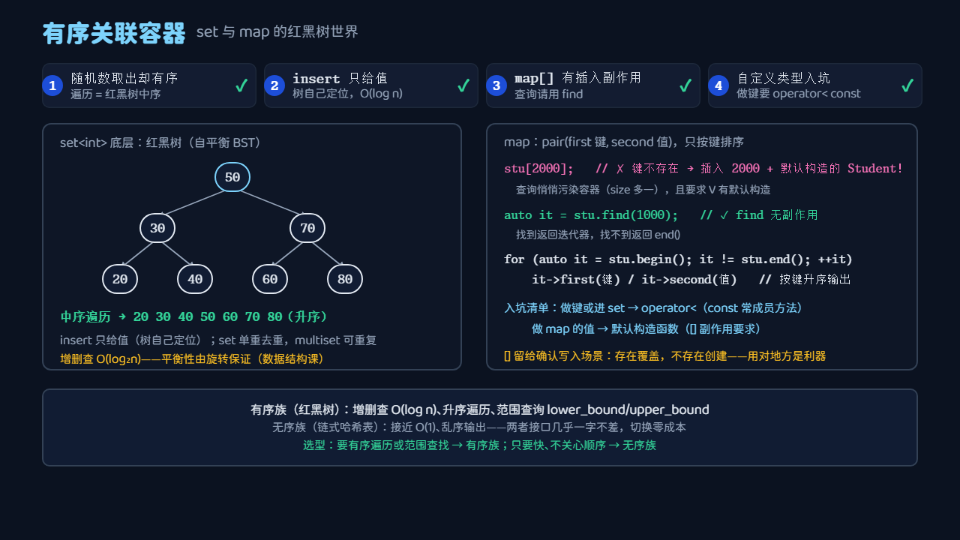 有序关联容器 set 与 map 的红黑树世界
1 随机数取出却有序 ✓
遍历 = 红黑树中序
2 insert 只给值 ✓
树自己定位，O(log n)
3 map[] 有插入副作用 ✓
查询请用 find
4 自定义类型入坑 ✓
做键要 operator< const
set<int> 底层：红黑树（自平衡 BST）
50
30 70
20 40 60 80
中序遍历 → 20 30 40 50 60 70 80（升序）
insert 只给值（树自己定位）；set 单重去重，multiset 可重复
增删查 O(log₂n)——平衡性由旋转保证（数据结构课）
map：pair(first 键, second 值)，只按键排序
stu[2000]; // ✗ 键不存在 → 插入 2000 + 默认构造的 Student!
查询悄悄污染容器（size 多一），且要求 V 有默认构造
auto it = stu.find(1000); // ✓ find 无副作用
找到返回迭代器，找不到返回 end()
for (auto it = stu.begin(); it != stu.end(); ++it)
it->first(键) / it->second(值) // 按键升序输出
入坑清单：做键或进 set → operator<（const 常成员方法）
做 map 的值 → 默认构造函数（[] 副作用要求）
[] 留给确认写入场景：存在覆盖，不存在创建——用对地方是利器
有序族（红黑树）：增删查 O(log n)、升序遍历、范围查询 lower_bound/upper_bound
无序族（链式哈希表）：接近 O(1)、乱序输出——两者接口几乎一字不差，切换零成本
选型：要有序遍历或范围查找 → 有序族；只要快、不关心顺序 → 无序族